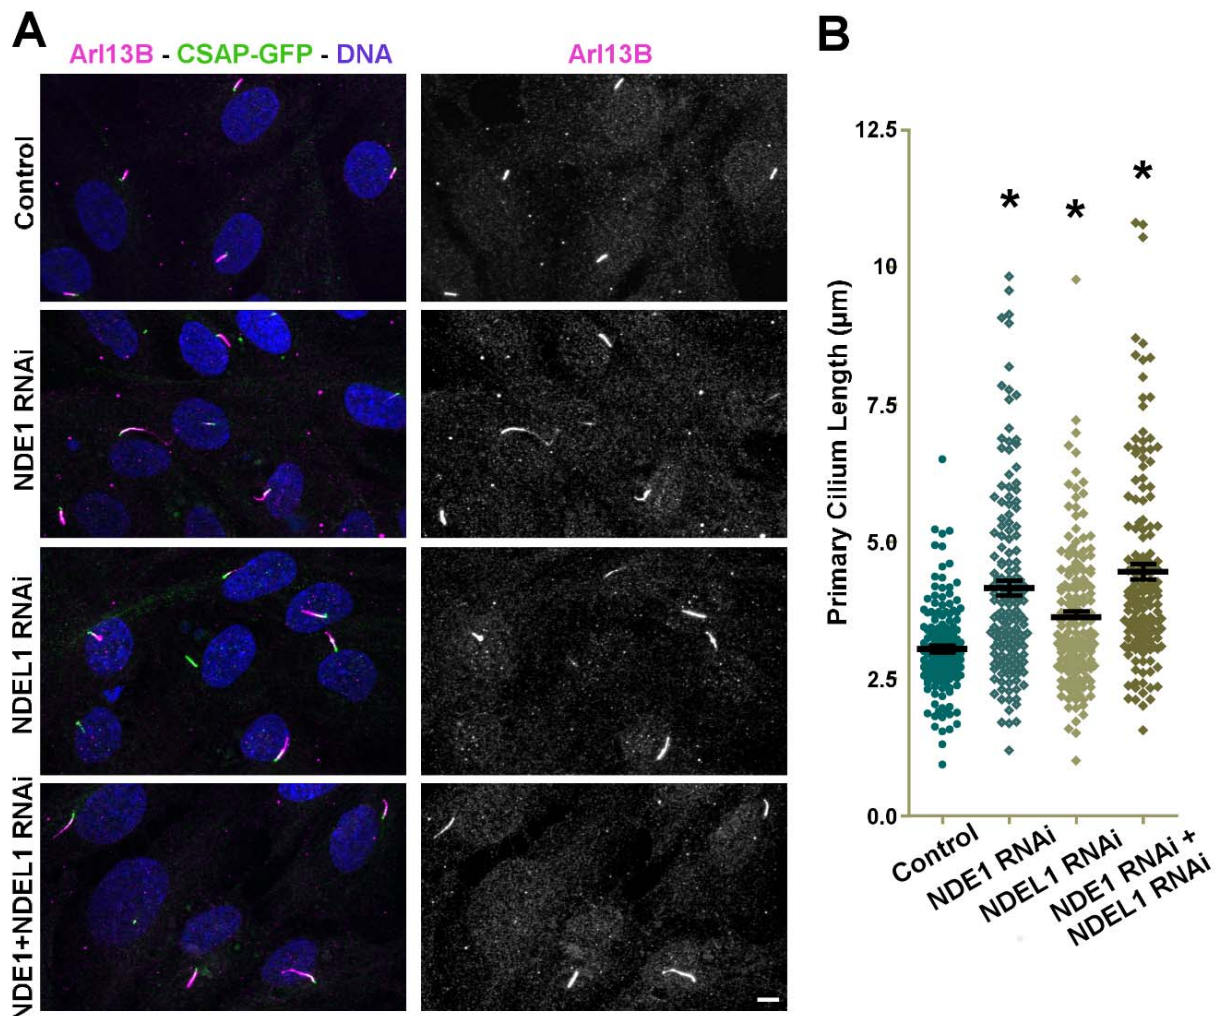 A
B
Arl13B - CSAP-GFP - DNA
Arl13B
Control
NDE1 RNAi
NDEL1 RNAi
NDE1+NDEL1 RNAi
Primary Cilium Length (µm)
12.5
10
7.5
5.0
2.5
0.0
*
*
*
Control
NDE1 RNAi
NDEL1 RNAi
NDE1 RNAi +
NDEL1 RNAi